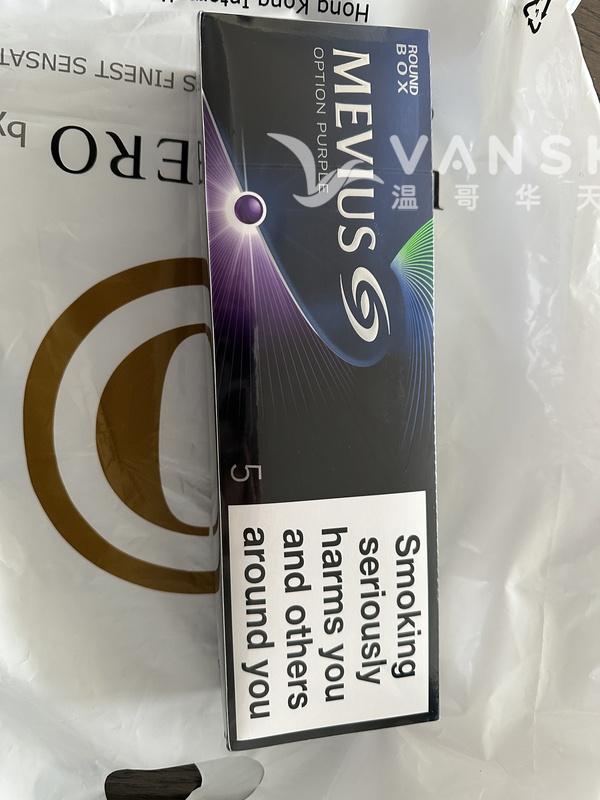 ROUND
BOX
MEVIUS
OPTION PURPLE
5
Smoking
seriously
harms you
and others
around you
VANSK
温哥华天
Hong Kong
FINEST
ERO
by